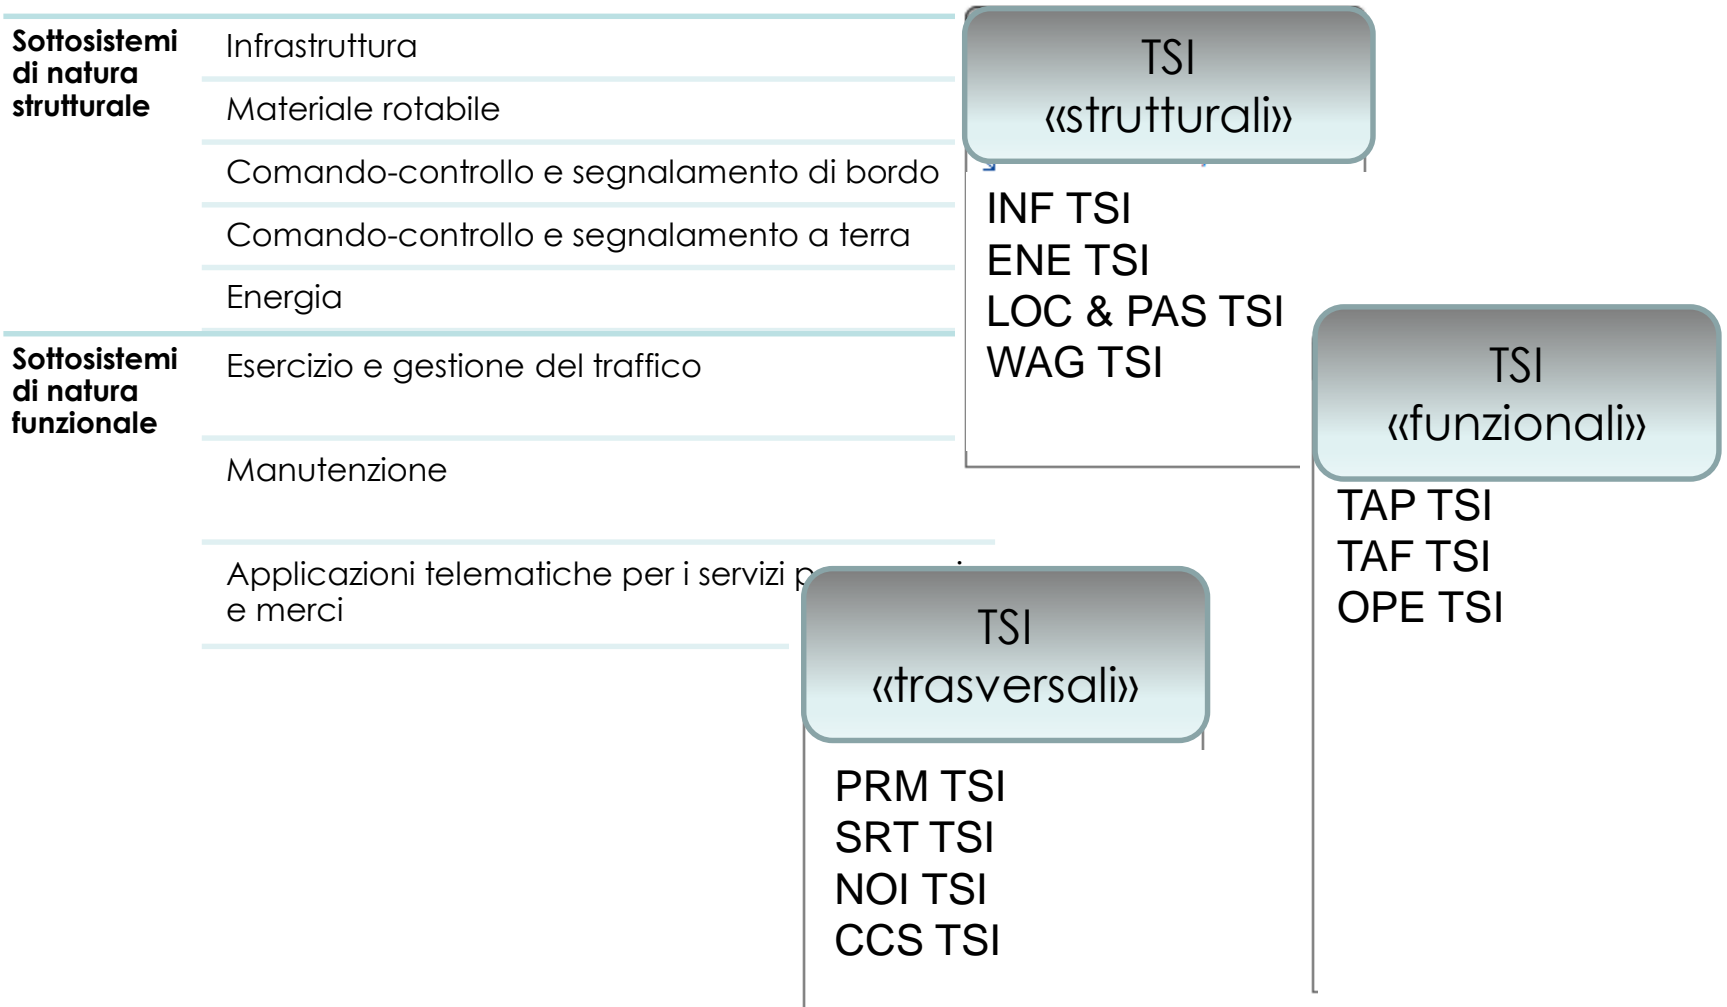 Sottosistemi
di natura
strutturale
Infrastruttura
Materiale rotabile
Comando-controllo e segnalamento di bordo
Comando-controllo e segnalamento a terra
Energia
Sottosistemi
di natura
funzionale
Esercizio e gestione del traffico
Manutenzione
Applicazioni telematiche per i servizi
e merci
TSI
«strutturali»
INF TSI
ENE TSI
LOC & PAS TSI
WAG TSI
TSI
«funzionali»
TAP TSI
TAF TSI
OPE TSI
TSI
«trasversali»
PRM TSI
SRT TSI
NOI TSI
CCS TSI